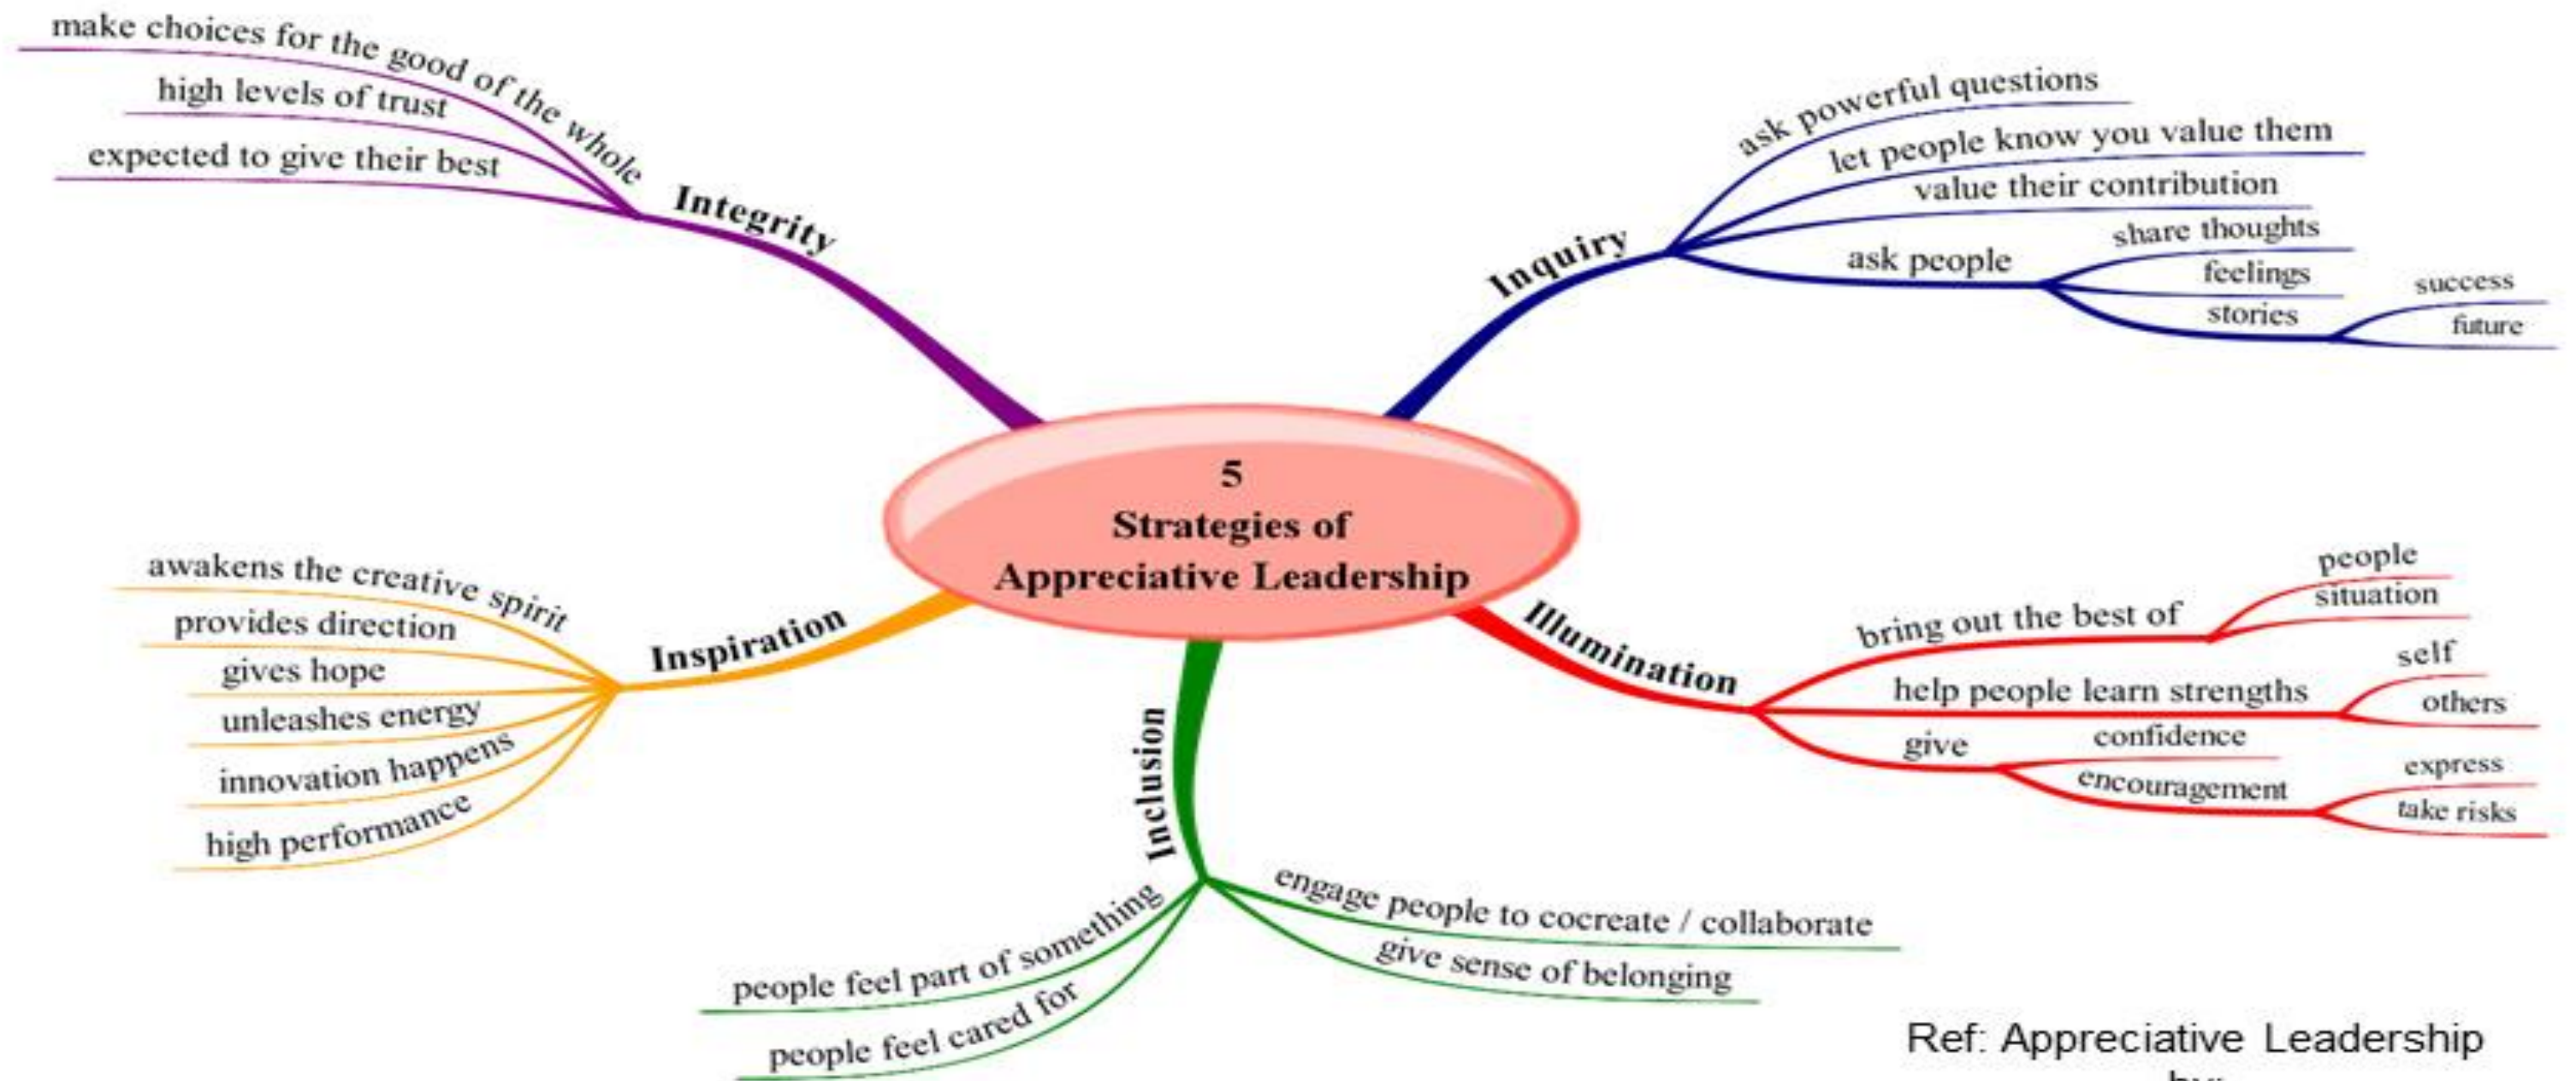 5
Strategies of
Appreciative Leadership
Inquiry
ask powerful questions
let people know you value them
value their contribution
ask people
share thoughts
feelings
stories
success
future
Illumination
bring out the best of
people
situation
help people learn strengths
self
others
give
confidence
encouragement
express
take risks
Inclusion
engage people to cocreate / collaborate
give sense of belonging
people feel part of something
people feel cared for
Inspiration
awakens the creative spirit
provides direction
gives hope
unleashes energy
innovation happens
high performance
Integrity
make choices for the good of the whole
high levels of trust
expected to give their best
Ref: Appreciative Leadership